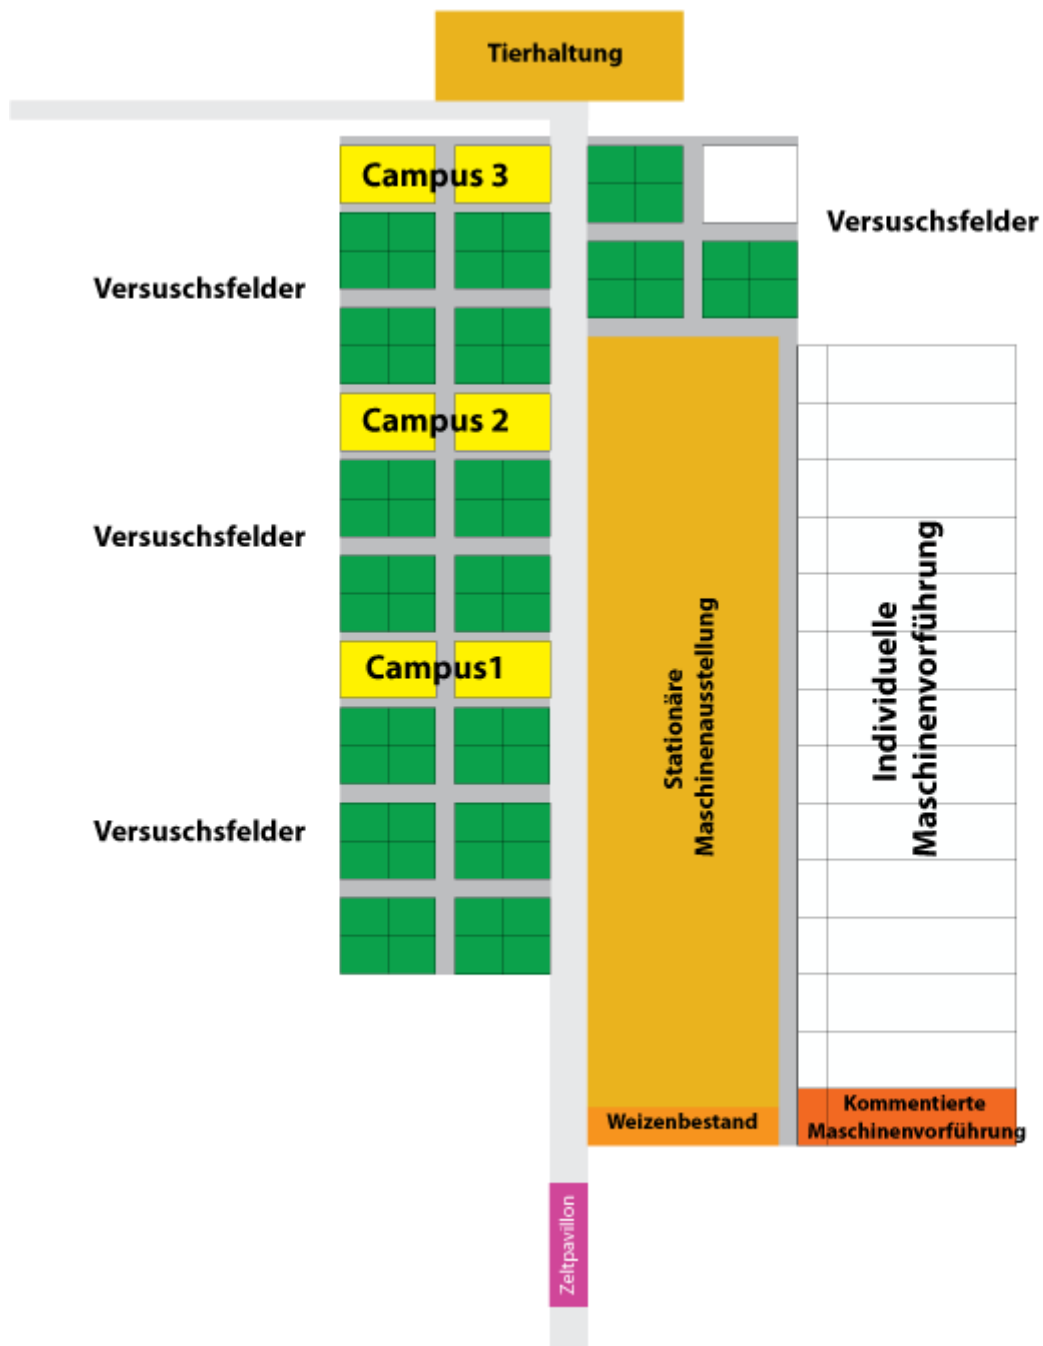 Tierhaltung
Campus 3
Versuschsfelder
Versuschsfelder
Campus 2
Versuschsfelder
Campus1
Versuschsfelder
Stationäre
Maschinenausstellung
Individuelle
Maschinenvorführung
Weizenbestand
Kommentierte
Maschinenvorführung
Zeltpavillon